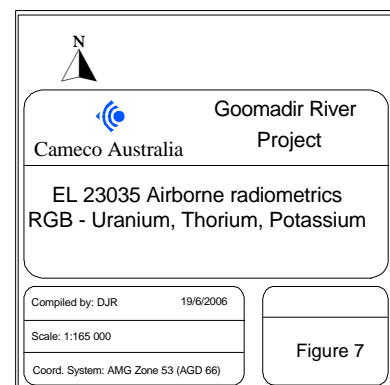 N
Cameco Australia
Goomadir River
Project
EL 23035 Airborne radiometrics
RGB - Uranium, Thorium, Potassium
Compiled by: DJR 19/6/2006
Scale: 1:165 000
Coord. System: AMG Zone 53 (AGD 66)
Figure 7